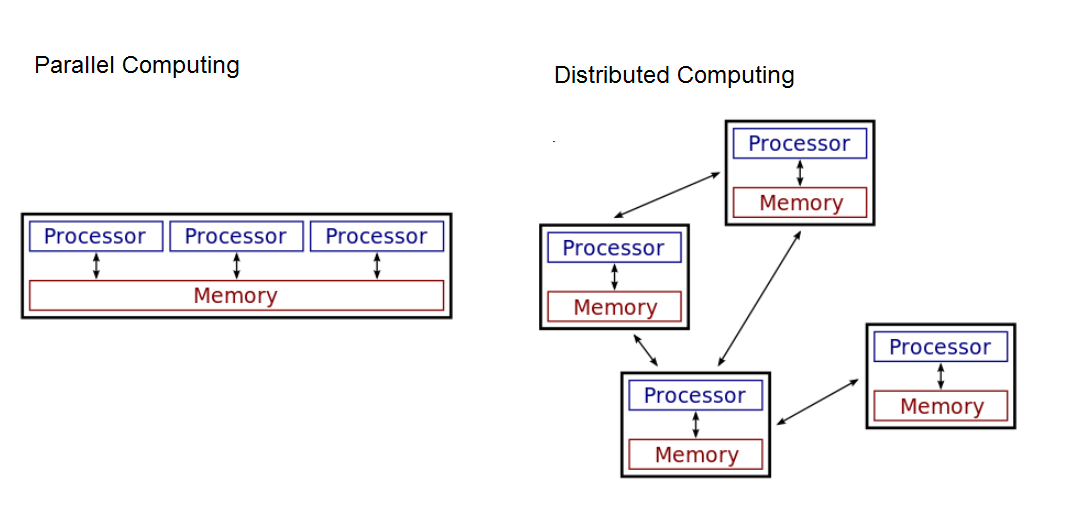 Parallel Computing
Processor Processor Processor
Memory
Distributed Computing
Processor
Memory
Processor
Memory
Processor
Memory
Processor
Memory